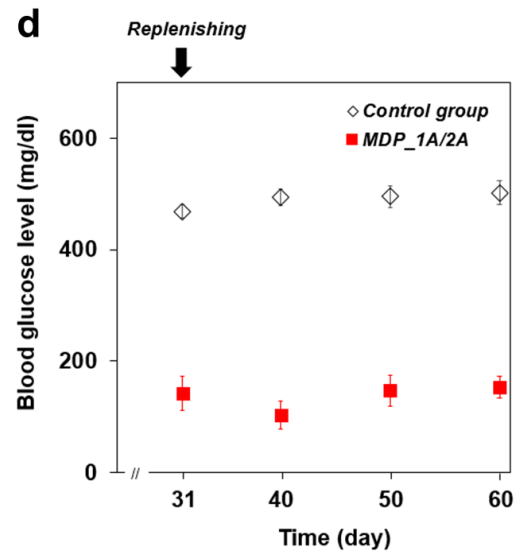 d
Replenishing
Control group
MDP_1A/2A
Blood glucose level (mg/dl)
600
400
200
0
//
31
40
50
60
Time (day)